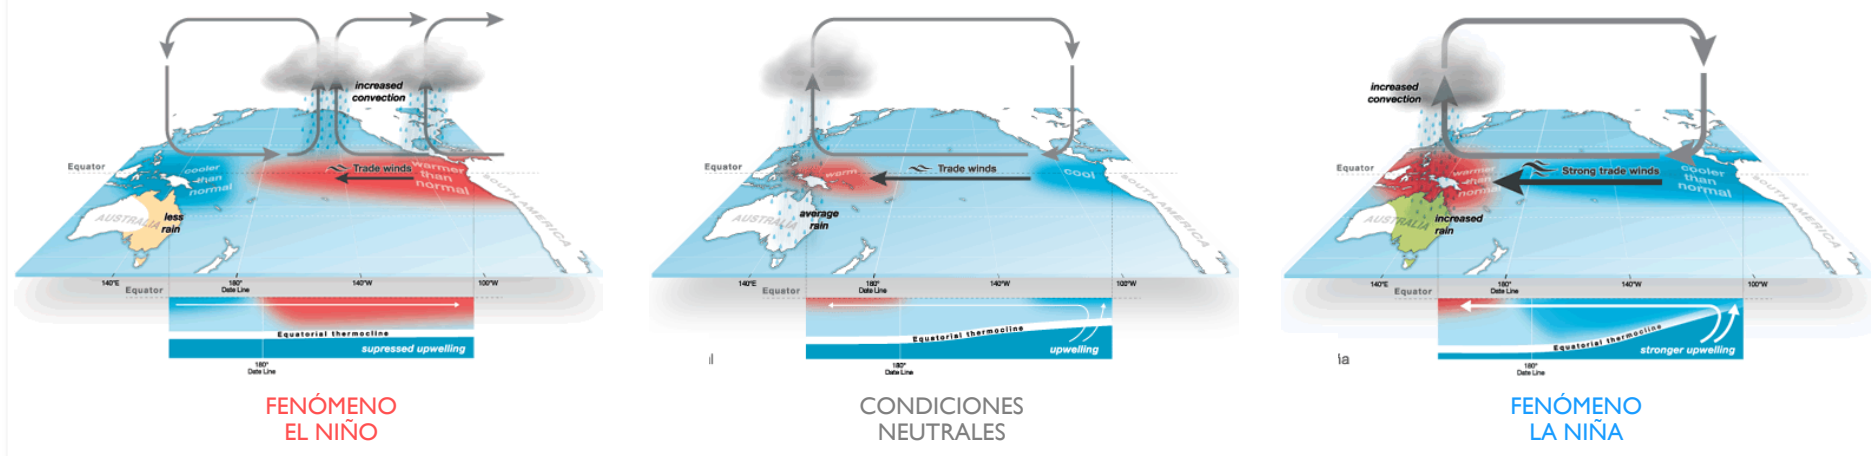 increased
convection
Equator
cooler
than
normal
Trade winds
warmer
than
normal
SOUTH AMERICA
AUSTRALIA
less
rain
140°E
180°
Date Line
140°W
100°W
Equator
Equatorial thermocline
supressed upwelling
180°
Date Line
FENÓMENO
EL NIÑO
Equator
warm
Trade winds
cool
SOUTH AMERICA
AUSTRALIA
average
rain
140°E
180°
Date Line
140°W
100°W
Equator
Equatorial thermocline
upwelling
180°
Date Line
l
CONDICIONES
NEUTRALES
increased
convection
Equator
warmer
than
normal
Strong trade winds
cooler
than
normal
SOUTH AMERICA
AUSTRALIA
increased
rain
140°E
180°
Date Line
140°W
100°W
Equator
Equatorial thermocline
stronger upwelling
180°
Date Line
ña
FENÓMENO
LA NIÑA